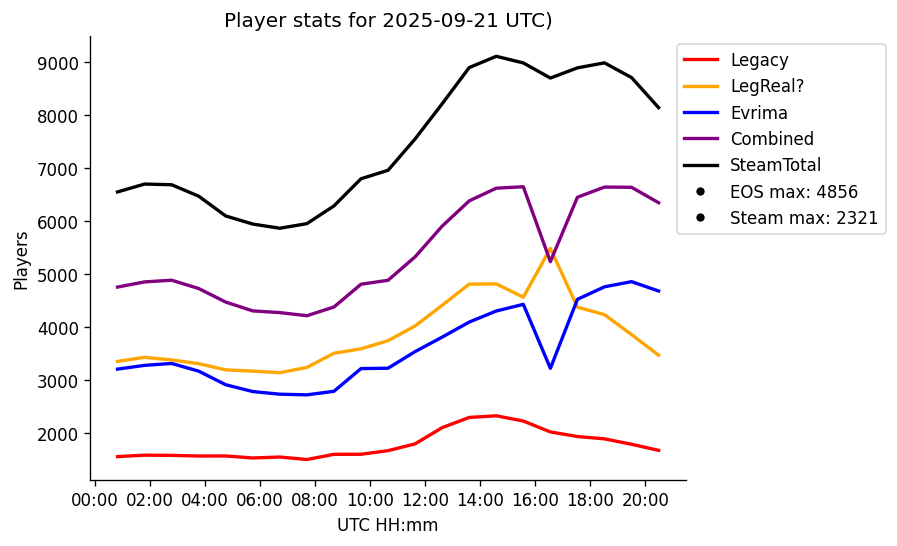 Player stats for 2025-09-21 UTC)
9000
8000
7000
6000
5000
4000
3000
2000
Players
00:00 02:00 04:00 06:00 08:00 10:00 12:00 14:00 16:00 18:00 20:00
UTC HH:mm
Legacy
LegReal?
Evrima
Combined
SteamTotal
EOS max: 4856
Steam max: 2321